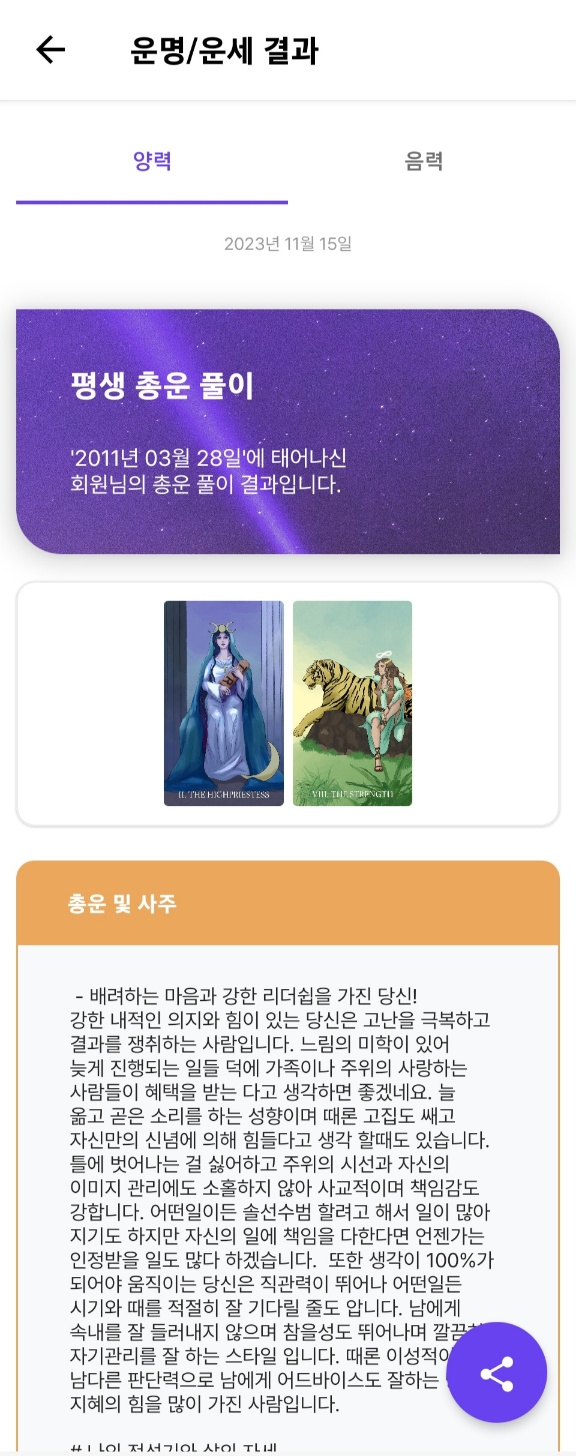 운명/운세 결과
양력
음력
2023년 11월 15일
평생 총운 풀이
'2011년 03월 28일'에 태어나신
회원님의 총운 풀이 결과입니다.
II. THE HIGHPRIESTESS
VIII. THE STRENGTH
총운 및 사주
- 배려하는 마음과 강한 리더쉽을 가진 당신!
강한 내적인 의지와 힘이 있는 당신은 고난을 극복하고
결과를 쟁취하는 사람입니다. 느림의 미학이 있어
늦게 진행되는 일들 덕에 가족이나 주위의 사랑하는
사람들이 혜택을 받는 다고 생각하면 좋겠네요. 늘
옮고 곧은 소리를 하는 성향이며 때론 고집도 쌔고
자신만의 신념에 의해 힘들다고 생각 할때도 있습니다.
틀에 벗어나는 걸 싫어하고 주위의 시선과 자신의
이미지 관리에도 소홀하지 않아 사교적이며 책임감도
강합니다. 어떤일이든 솔선수범 할려고 해서 일이 많아
지기도 하지만 자신의 일에 책임을 다한다면 언젠가는
인정받을 일도 많다 하겠습니다.  또한 생각이 100%가
되어야 움직이는 당신은 직관력이 뛰어나 어떤일든
시기와 때를 적절히 잘 기다릴 줄도 압니다. 남에게
속내를 잘 들러내지 않으며 참을성도 뛰어나며
자기관리를 잘 하는 스타일 입니다. 때론
남다른 판단력으로 남에게 어드바이스도 잘하는
지혜의 힘을 많이 가진 사람입니다.